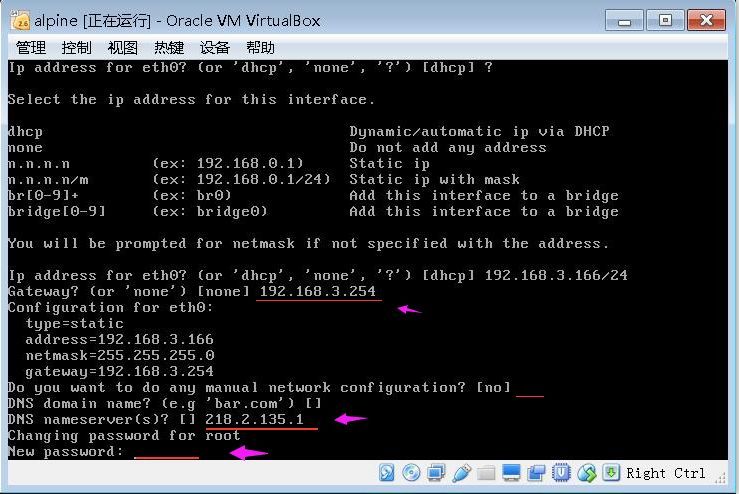 alpine [正在运行] - Oracle VM VirtualBox
管理 控制 视图 热键 设备 帮助
Ip address for eth0? (or 'dhcp', 'none', '?') [dhcp] ?
Select the ip address for this interface.
dhcp Dynamic/automatic ip via DHCP
none Do not add any address
n.n.n.n (ex: 192.168.0.1) Static ip
n.n.n.n/m (ex: 192.168.0.1/24) Static ip with mask
br[0-9]+ (ex: br0) Add this interface to a bridge
bridge[0-9] (ex: bridge0) Add this interface to a bridge
You will be prompted for netmask if not specified with the address.
Ip address for eth0? (or 'dhcp', 'none', '?') [dhcp] 192.168.3.166/24
Gateway? (or 'none') [none] 192.168.3.254
Configuration for eth0:
type=static
address=192.168.3.166
netmask=255.255.255.0
gateway=192.168.3.254
Do you want to do any manual network configuration? [no]
DNS domain name? (e.g 'bar.com') []
DNS nameserver(s)? [] 218.2.135.1
Changing password for root
New password:
Right Ctrl